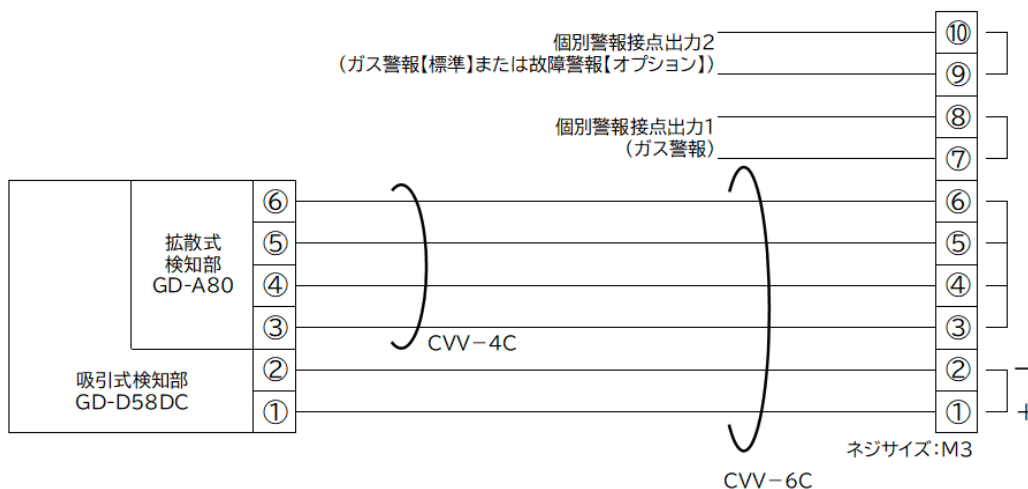 個別警報接点出力2
（ガス警報【標準】または故障警報【オプション】）
個別警報接点出力1
（ガス警報）
⑩
⑨
⑧
⑦
⑥
⑤
④
③
②
①
－
＋
ネジサイズ：M3
拡散式
検知部
GD-A80
吸引式検知部
GD-D58DC
⑥
⑤
④
③
②
①
CVV－4C
CVV－6C